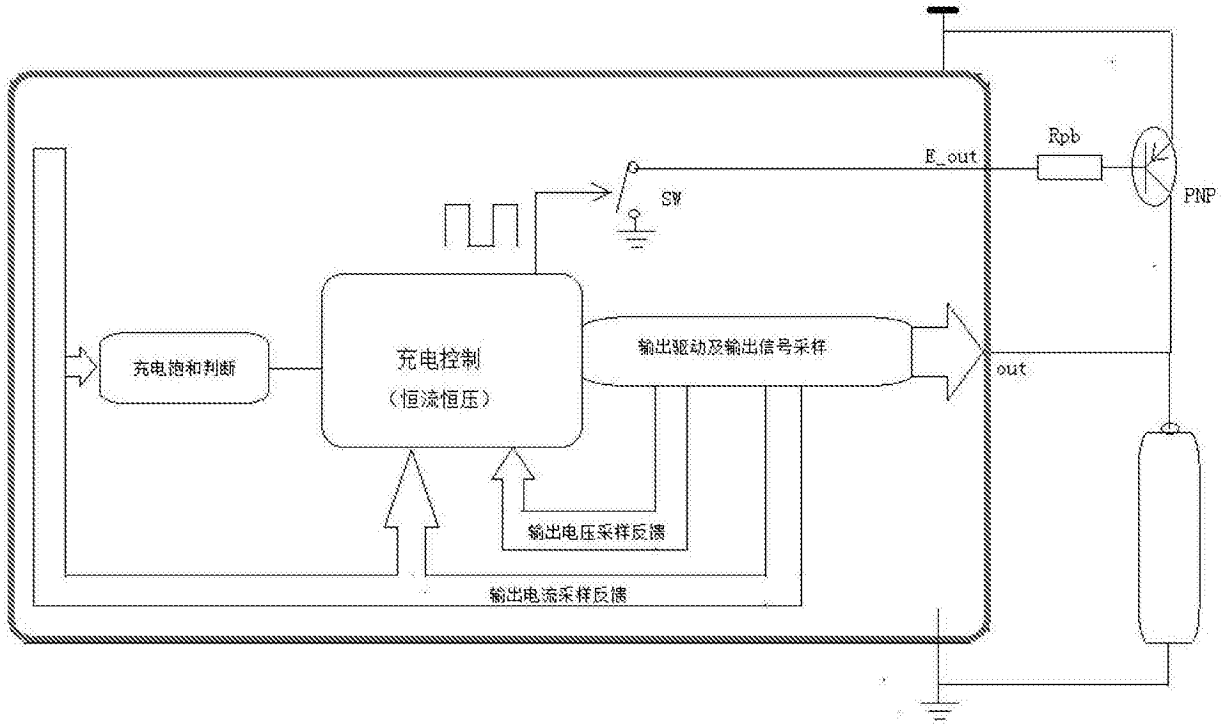 Rpb
E_out
PNP
SW
充电饱和判断
充电控制
（恒流恒压）
输出驱动及输出信号采样
out
输出电压采样反馈
输出电流采样反馈